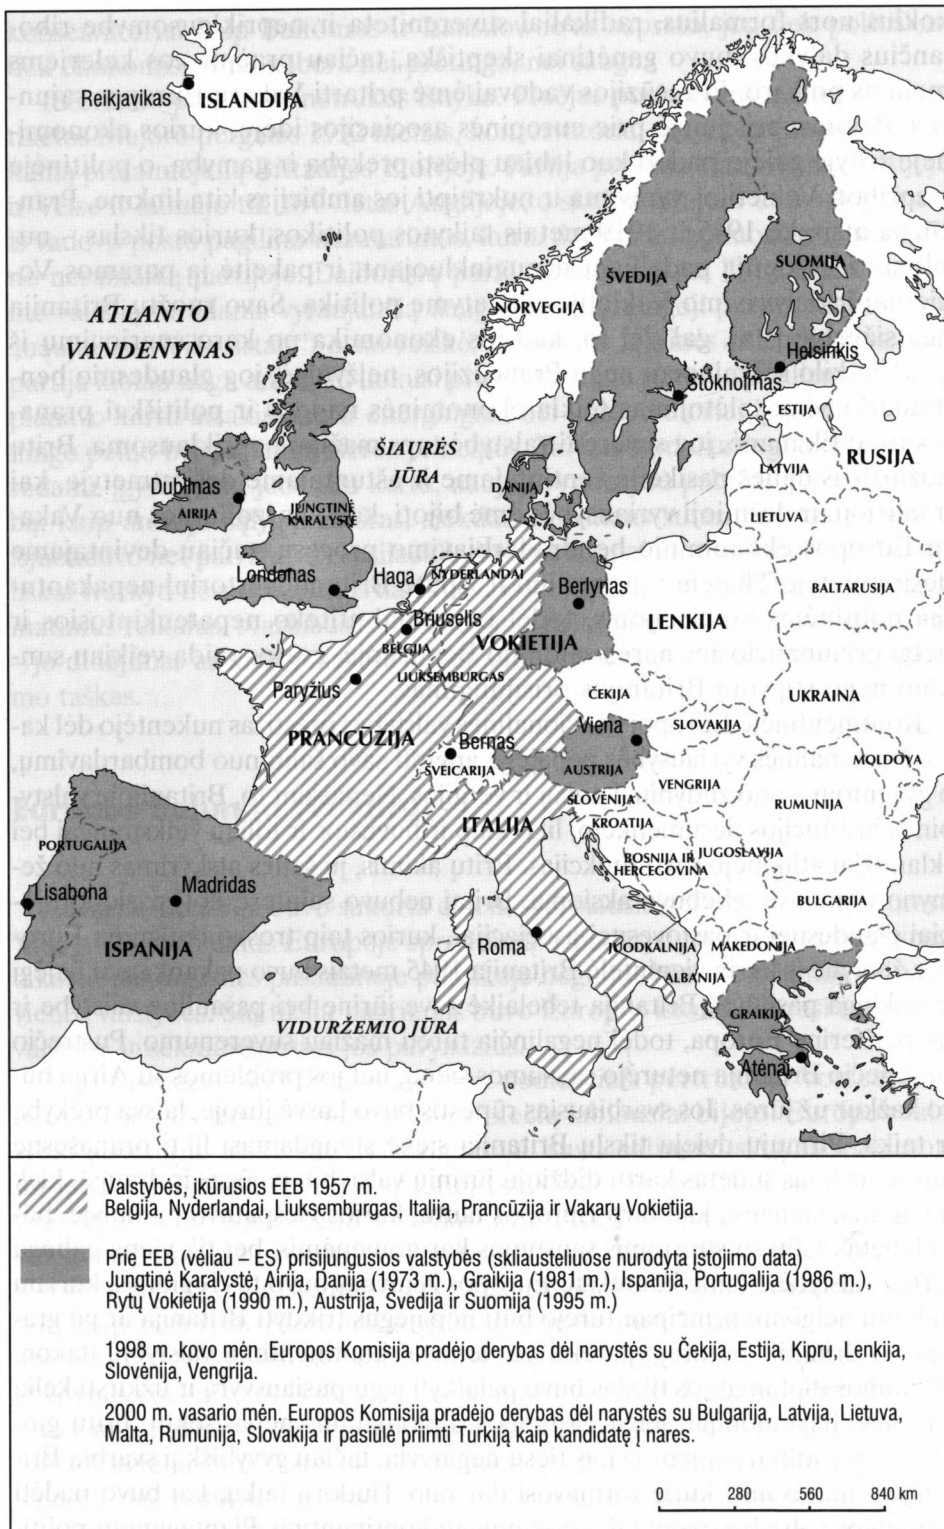 Reikjavikas
ISLANDIJA
ATLANTO
VANDENYNAS
NORVEGIJA
ŠVEDIJA
SUOMIJA
Helsinkis
Stokholmas
ESTIJA
RUSIJA
ŠIAURĖS
JŪRA
LATVIJA
DANIJA
Dublinas
AIRIJA
JUNGTINĖ
KARALYSTĖ
LIETUVA
Londonas
Haga
NYDERLANDAI
Berlynas
BALTARUSIJA
LENKIJA
Briuselis
BELGIJA
VOKIETIJA
LIUKSEMBURGAS
Paryžius
ČEKIJA
UKRAINA
Viena
SLOVAKIJA
PRANCŪZIJA
Bernas
ŠVEICARIJA
AUSTRIJA
VENGRIJA
MOLDOVA
SLOVĖNIJA
ITALIJA
KROATIJA
RUMUNIJA
BOSNIJA IR
HERCEGOVINA
JUGOSLAVIJA
PORTUGALIJA
Madridas
Lisabona
BULGARIJA
ISPANIJA
Roma
JUODKALNIJA
MAKEDONIJA
ALBANIJA
VIDURŽEMIO JŪRA
GRAIKIJA
Atėnai
Valstybės, įkūrusios EEB 1957 m.
Belgija, Nyderlandai, Liuksemburgas, Italija, Prancūzija ir Vakarų Vokietija.
Prie EEB (vėliau – ES) prisijungusios valstybės (skliausteliuose nurodyta įstojimo data)
Jungtinė Karalystė, Airija, Danija (1973 m.), Graikija (1981 m.), Ispanija, Portugalija (1986 m.),
Rytų Vokietija (1990 m.), Austrija, Švedija ir Suomija (1995 m.)
1998 m. kovo mėn. Europos Komisija pradėjo derybas dėl narystės su Čekija, Estija, Kipru, Lenkija,
Slovėnija, Vengrija.
2000 m. vasario mėn. Europos Komisija pradėjo derybas dėl narystės su Bulgarija, Latvija, Lietuva,
Malta, Rumunija, Slovakija ir pasiūlė priimti Turkiją kaip kandidatę į nares.
0 280 560 840 km